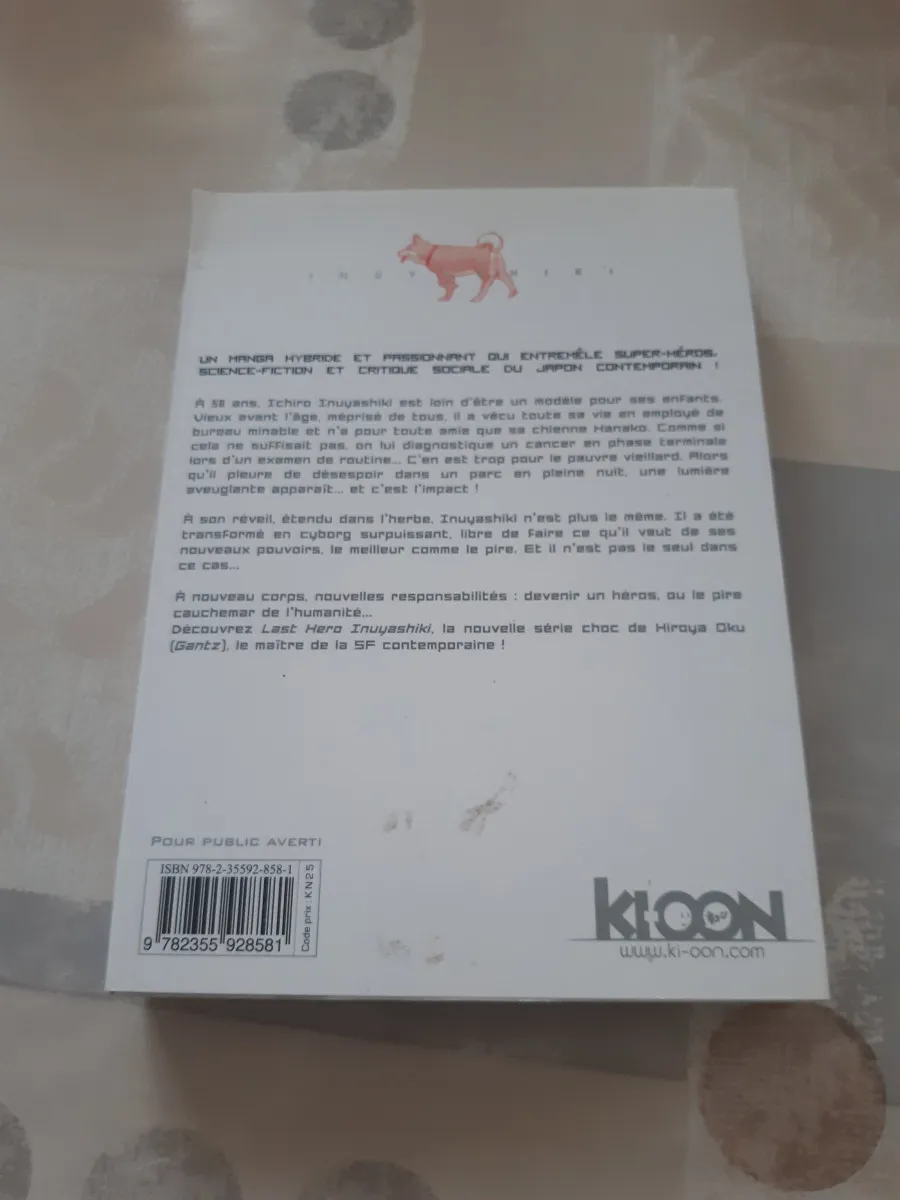 INUY HIKI
UN MANGA HYBRIDE ET PASSIONNANT QUI ENTREMÊLE SUPER-HÉROS,
SCIENCE-FICTION ET CRITIQUE SOCIALE DU JAPON CONTEMPORAIN !
À 58 ans, Ichiro Inuyashiki est loin d'être un modèle pour ses enfants.
Vieux avant l'âge, méprisé de tous, il a vécu toute sa vie en employé de
bureau minable et n'a pour toute amie que sa chienne Hanako. Comme si
cela ne suffisait pas, on lui diagnostique un cancer en phase terminale
lors d'un examen de routine... C'en est trop pour le pauvre vieillard. Alors
qu'il pleure de désespoir dans un parc en pleine nuit, une lumière
aveuglante apparaît... et c'est l'impact !
À son réveil, étendu dans l'herbe, Inuyashiki n'est plus le même. Il a été
transformé en cyborg surpuissant, libre de faire ce qu'il veut de ses
nouveaux pouvoirs, le meilleur comme le pire. Et il n'est pas le seul dans
ce cas...
À nouveau corps, nouvelles responsabilités : devenir un héros, ou le pire
cauchemar de l'humanité...
Découvrez Last Hero Inuyashiki, la nouvelle série choc de Hiroya Oku
(Gantz), le maître de la SF contemporaine !
POUR PUBLIC AVERTI
ISBN 978-2-35592-858-1
9 782355 928581
Code prix : KN25
KI-OON
www.ki-oon.com